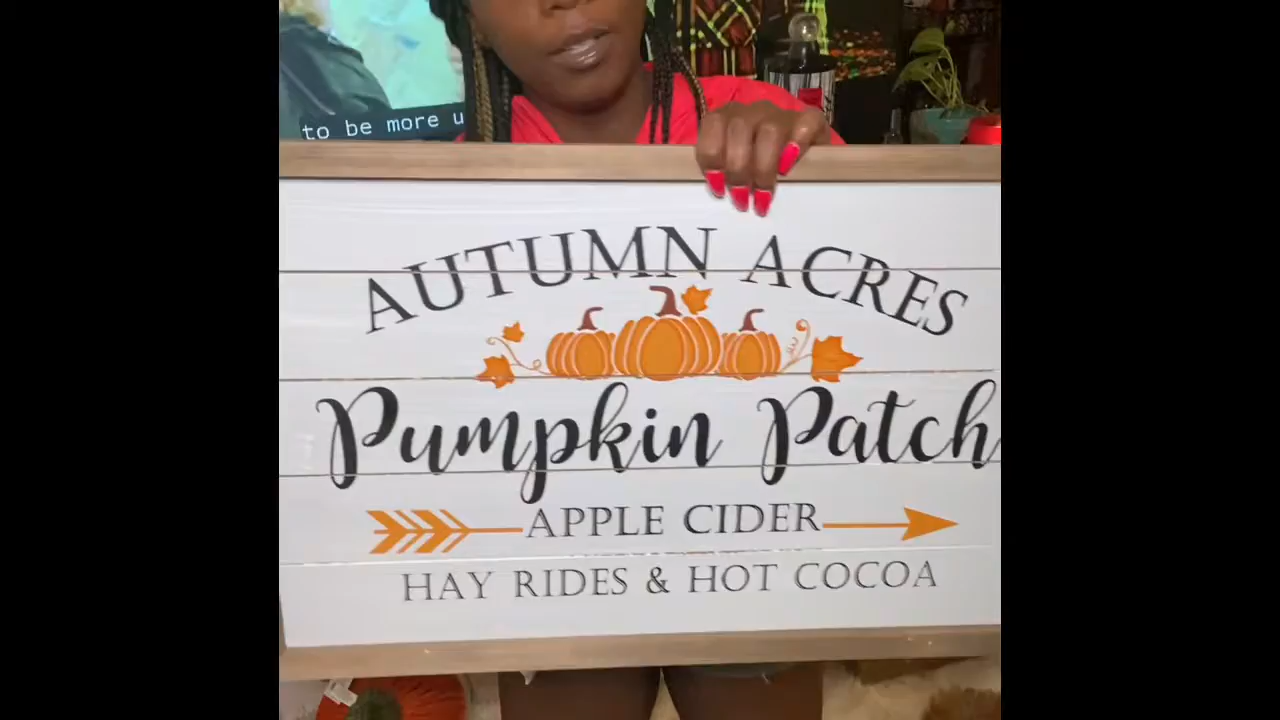 to be more u
AUTUMN ACRES
Pumpkin Patch
APPLE CIDER
HAY RIDES & HOT COCOA